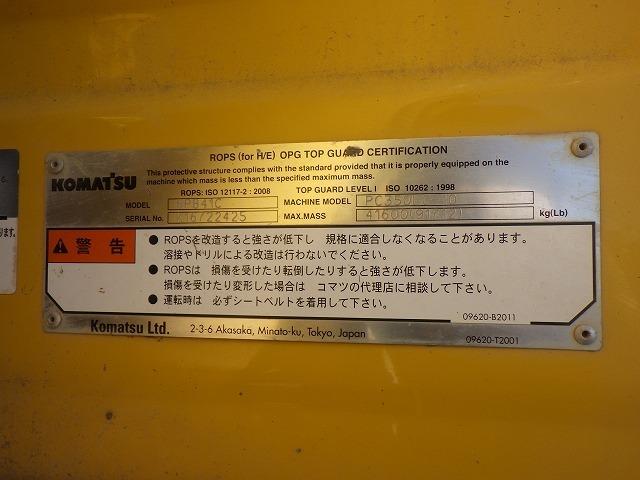 ROPS (for H/E) OPG TOP GUARD CERTIFICATION
This protective structure complies with the standard provided that it is properly equipped on the
machine which mass is less than the specified maximum mass.
KOMATSU
ROPS: ISO 12117-2 : 2008 TOP GUARD LEVEL I ISO 10262 : 1998
MODEL MACHINE MODEL
SERIAL No. MAX.MASS kg(Lb)
警告
● ROPSを改造すると強さが低下し 規格に適合しなくなることがあります。
溶接やドリルによる改造は行わないでください。
● ROPSは 損傷を受けたり転倒したりすると強さが低下します。
損傷を受けたり変形した場合は コマツの代理店に相談して下さい。
● 運転時は 必ずシートベルトを着用して下さい。
09620-B2011
Komatsu Ltd. 2-3-6 Akasaka, Minato-ku, Tokyo, Japan
09620-T2001